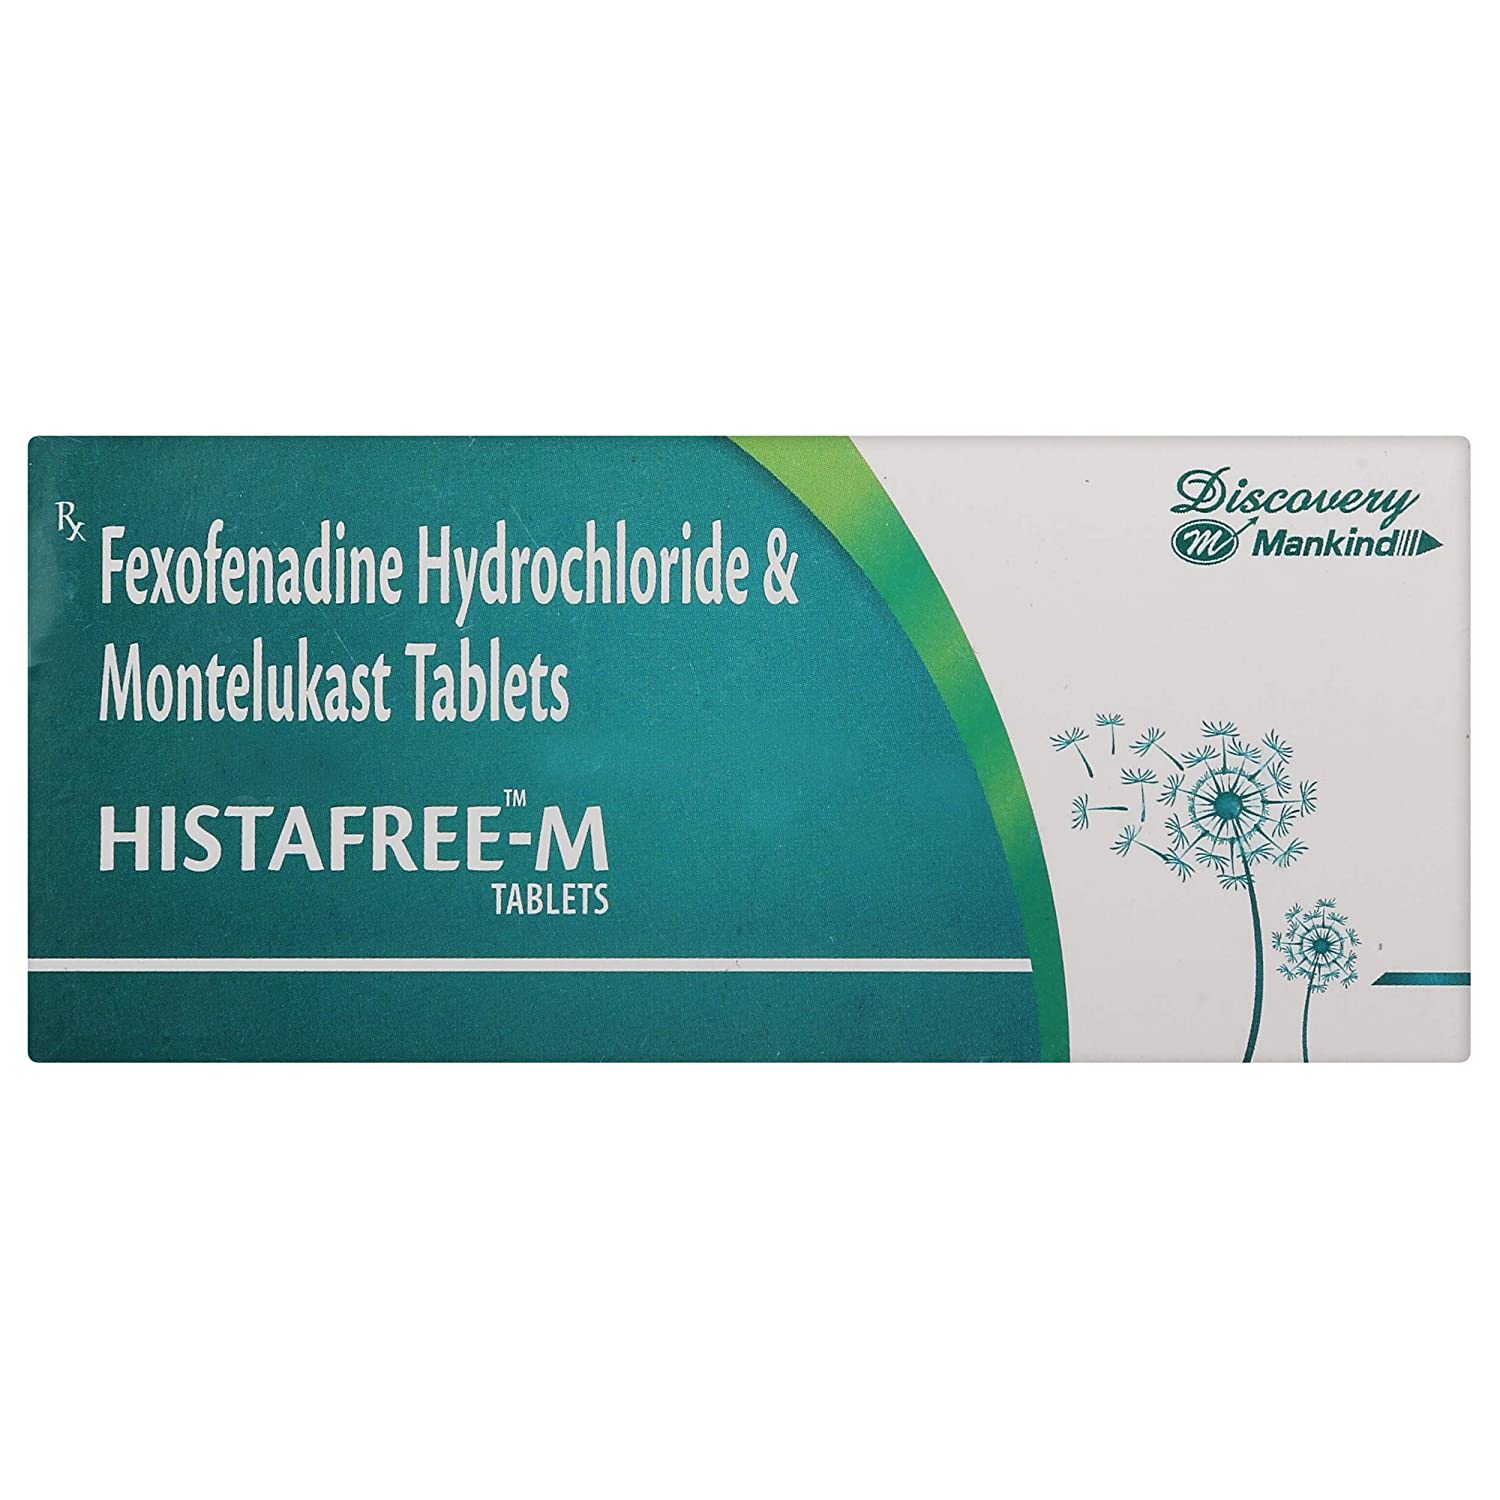 Rx
Fexofenadine Hydrochloride &
Montelukast Tablets
HISTAFREE™-M
TABLETS
Discovery
m Mankind